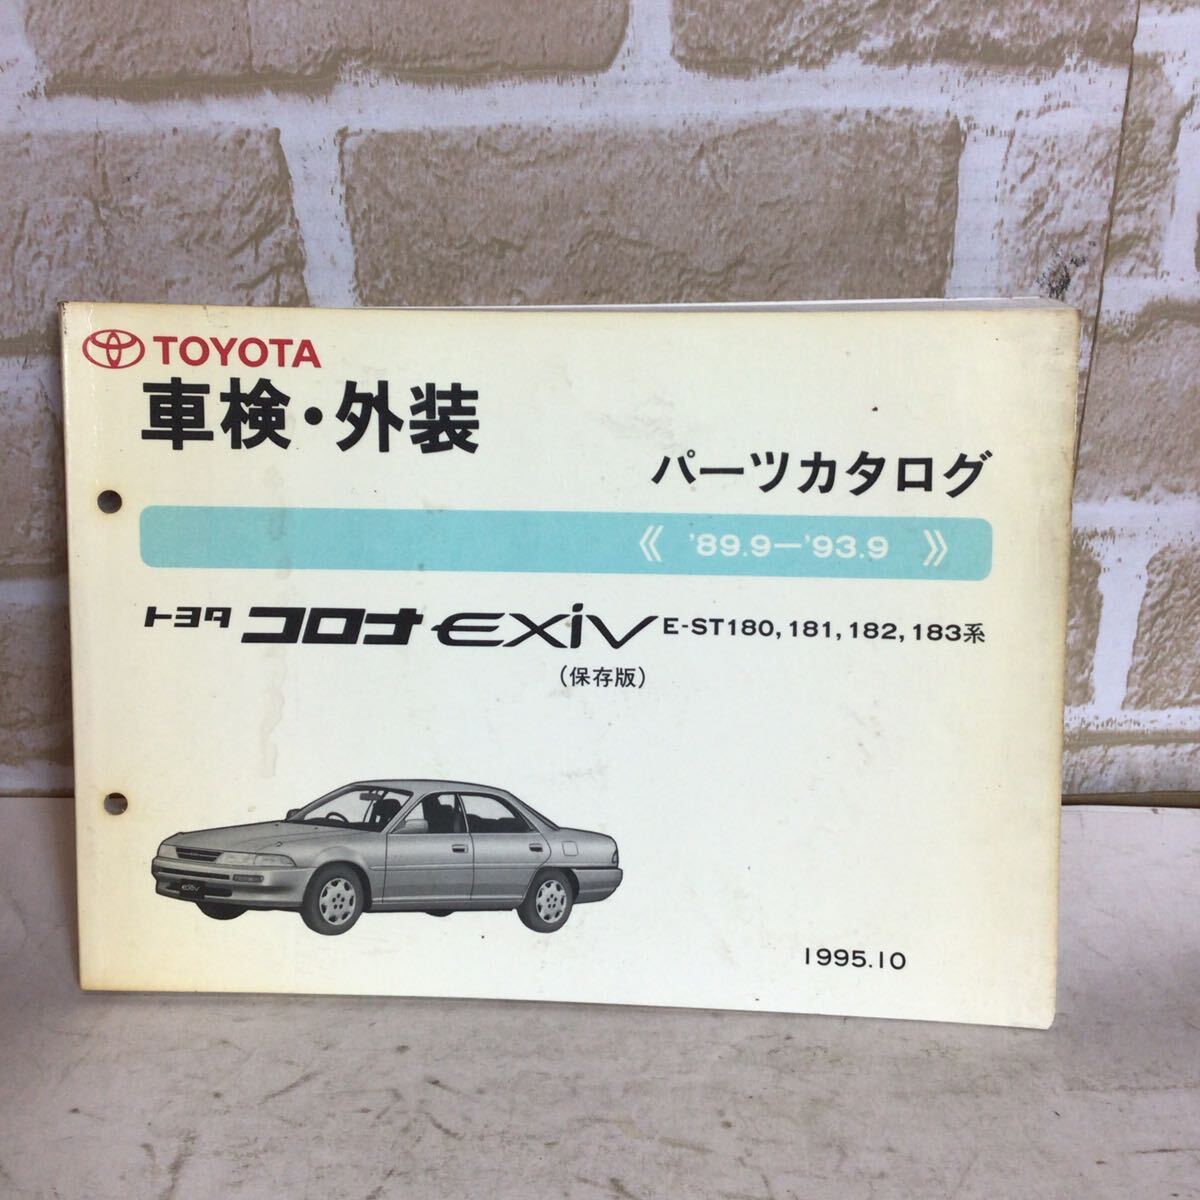 TOYOTA
車検・外装
パーツカタログ
《 '89.9−'93.9 》
トヨタ コロナ EXiV E-ST180, 181, 182, 183系
(保存版)
EXiV
1995.10